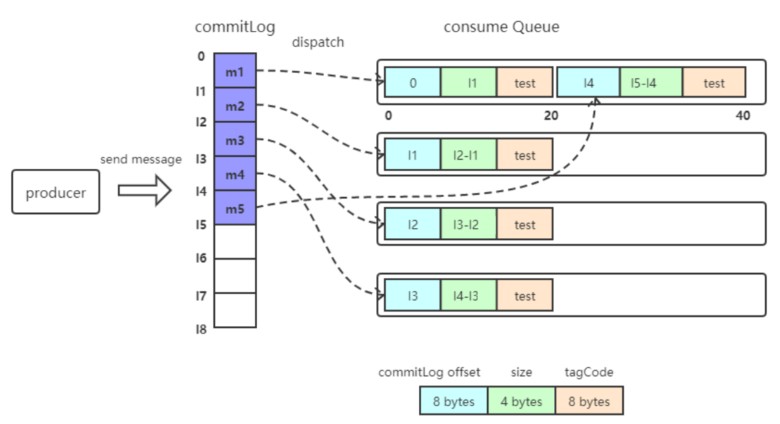 commitLog
consume Queue
dispatch
0
m1
l1
m2
l2
m3
l3
m4
l4
m5
l5
l6
l7
l8
send message
producer
0 l1 test l4 l5-l4 test
0 20 40
l1 l2-l1 test
l2 l3-l2 test
l3 l4-l3 test
commitLog offset size tagCode
8 bytes 4 bytes 8 bytes